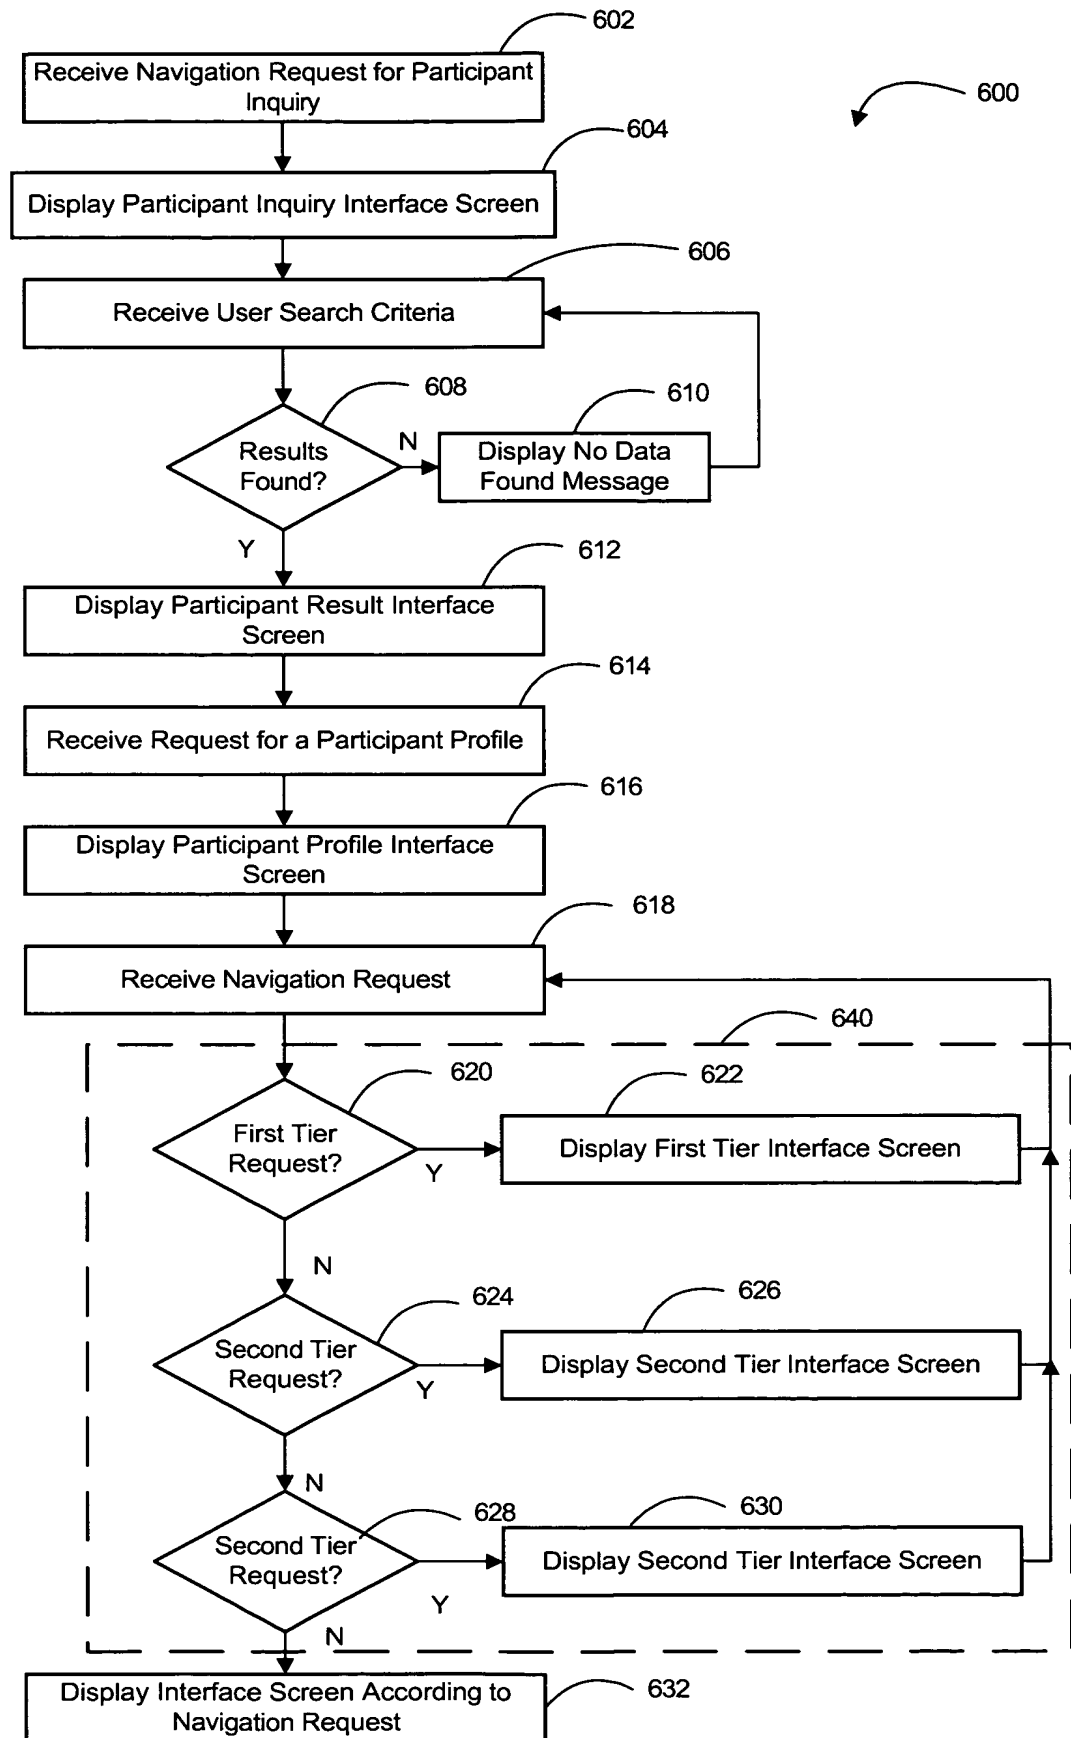 602
Receive Navigation Request for Participant
Inquiry
600
604
Display Participant Inquiry Interface Screen
606
Receive User Search Criteria
608
610
Results
Found?
N
Display No Data
Found Message
Y
612
Display Participant Result Interface
Screen
614
Receive Request for a Participant Profile
616
Display Participant Profile Interface
Screen
618
Receive Navigation Request
640
620
622
First Tier
Request?
Y
Display First Tier Interface Screen
N
624
626
Second Tier
Request?
Y
Display Second Tier Interface Screen
N
628
630
Second Tier
Request?
Y
Display Second Tier Interface Screen
N
Display Interface Screen According to
Navigation Request
632